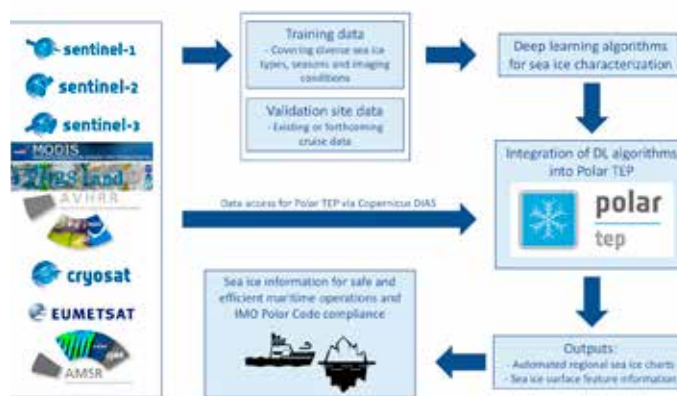 sentinel-1
sentinel-2
sentinel-3
MODIS
land
AVHRR
cryosat
EUMETSAT
AMSR
Training data
- Covering diverse sea ice
types, seasons and imaging
conditions
Validation site data
- Existing or forthcoming
cruise data
Deep learning algorithms
for sea ice characterization
Integration of DL algorithms
into Polar TEP
polar
tep
Data access for Polar TEP via Copernicus DIAS
Sea ice information for safe and
efficient maritime operations and
IMO Polar Code compliance
Outputs:
- Automated regional sea ice charts
- Sea ice surface feature information